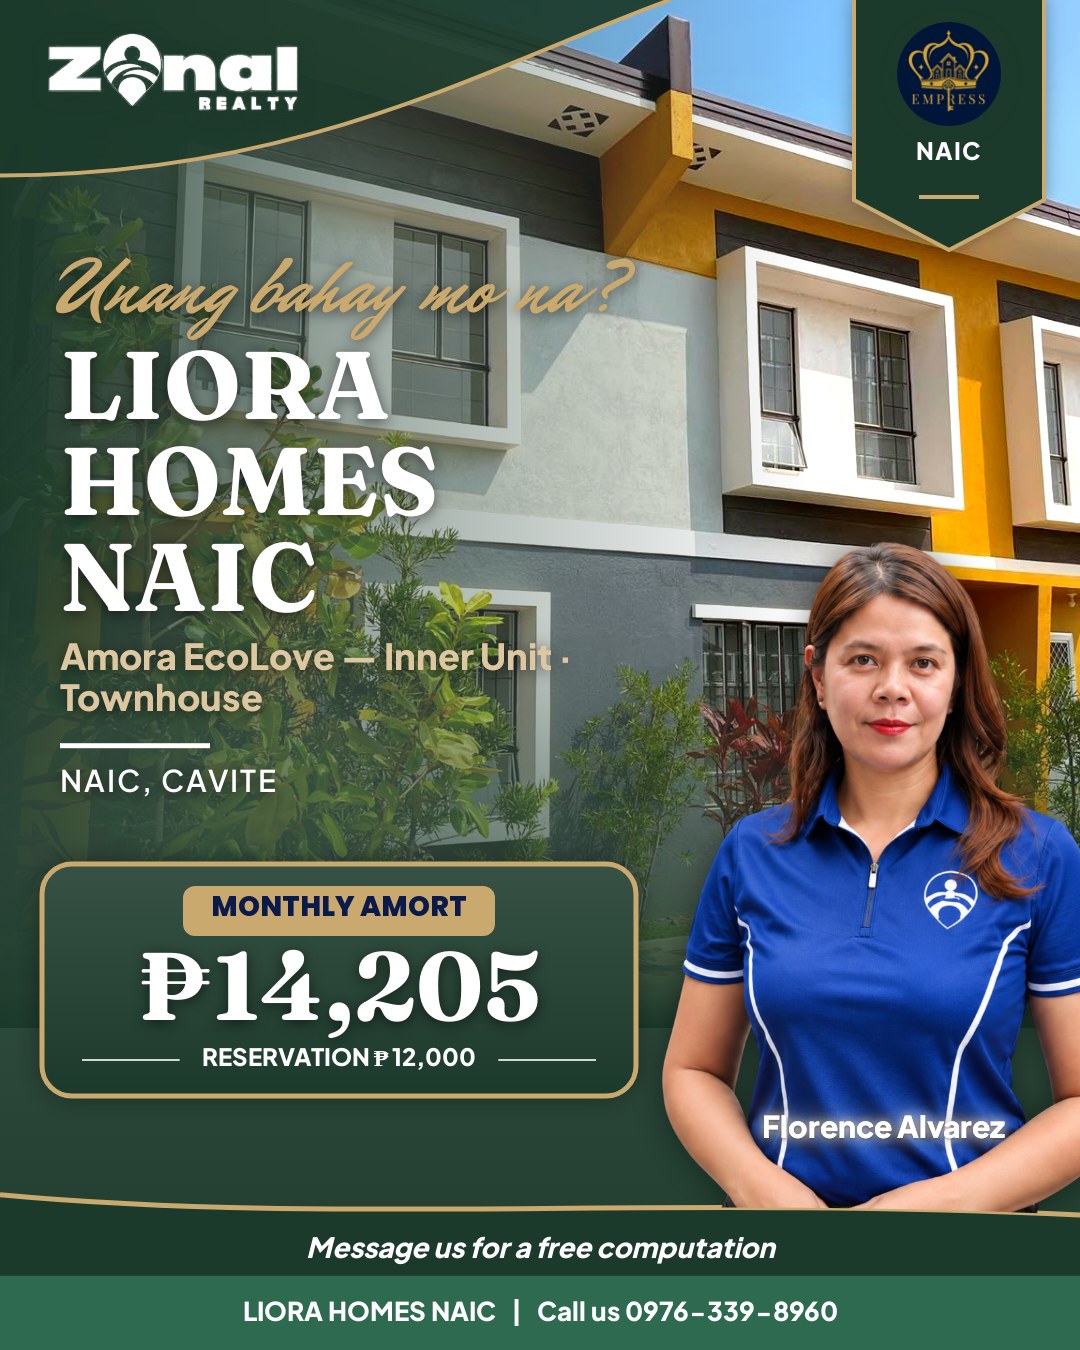 Zonal
REALTY
EMPRESS
NAIC
Unang bahay mo na?
LIORA
HOMES
NAIC
Amora EcoLove — Inner Unit ·
Townhouse
NAIC, CAVITE
MONTHLY AMORT
₱14,205
RESERVATION ₱12,000
Florence Alvarez
Message us for a free computation
LIORA HOMES NAIC | Call us 0976-339-8960